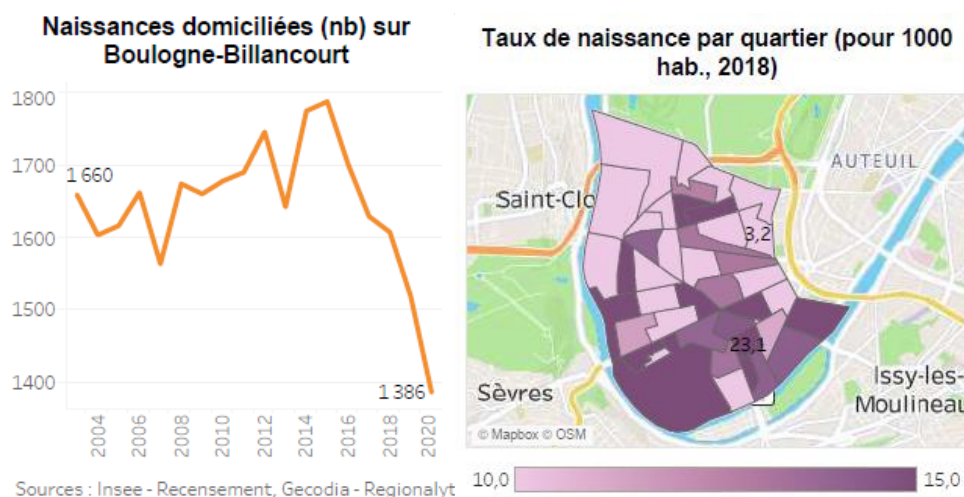 Naissances domiciliées (nb) sur
Boulogne-Billancourt
1800
1700
1600
1500
1400
1 660
1 386
2004
2006
2008
2010
2012
2014
2016
2018
2020
Sources : Insee - Recensement, Gecodia - Regionalyt
Taux de naissance par quartier (pour 1000
hab., 2018)
AUTEUIL
Saint-Clo
3,2
23,1
Sèvres
Issy-les-
Moulineau
© Mapbox © OSM
10,0
15,0